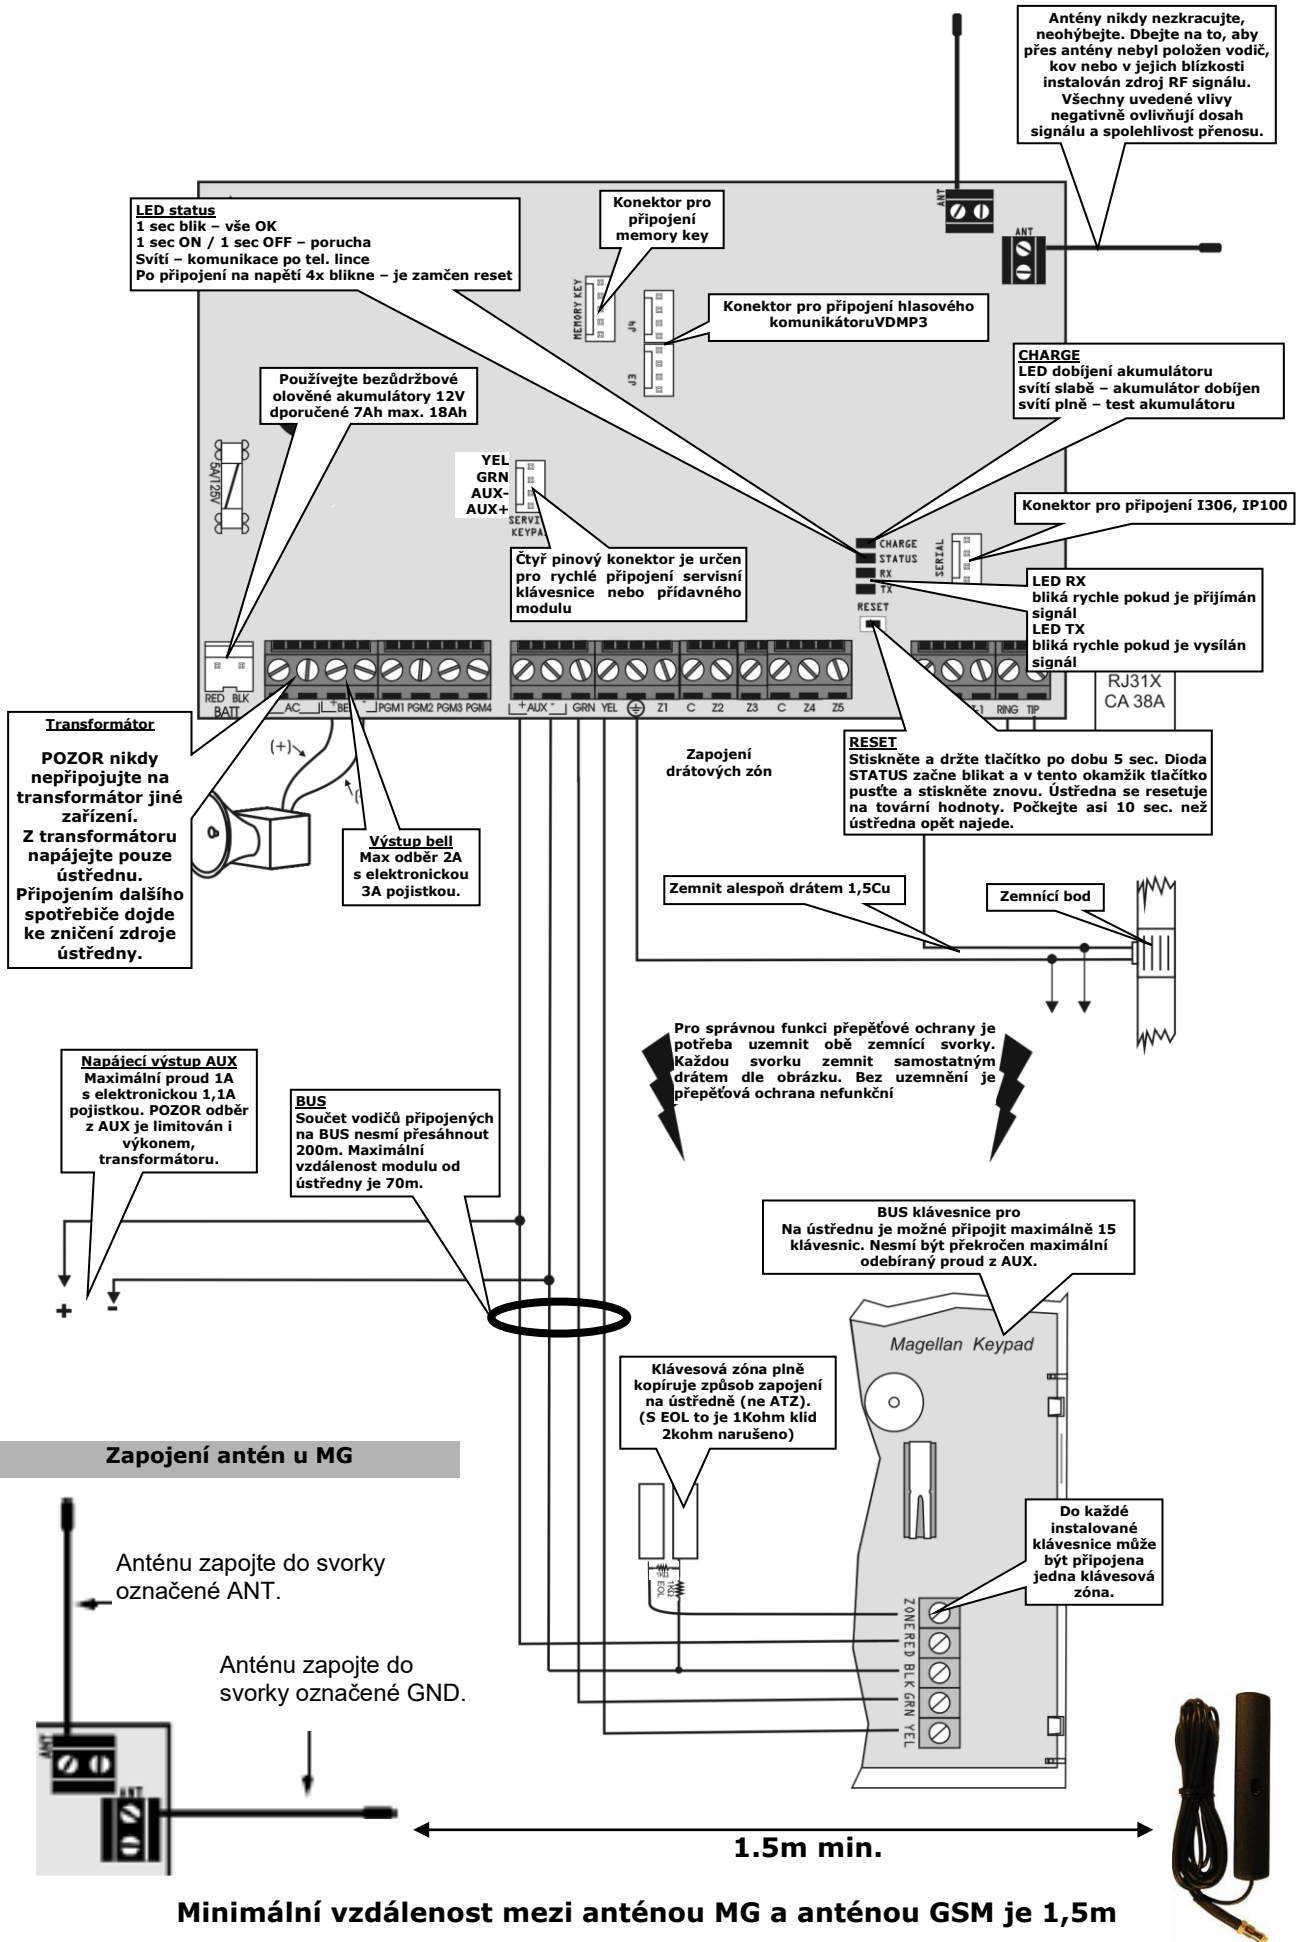 Antény nikdy nezkracujte,
neohýbejte. Dbejte na to, aby
přes antény nebyl položen vodič,
kov nebo v jejich blízkosti
instalován zdroj RF signálu.
Všechny uvedené vlivy
negativně ovlivňují dosah
signálu a spolehlivost přenosu.
ANT
ANT
LED status
1 sec blik – vše OK
1 sec ON / 1 sec OFF – porucha
Svítí – komunikace po tel. lince
Po připojení na napětí 4x blikne – je zamčen reset
Konektor pro
připojení
memory key
MEMORY KEY
J4
J3
Konektor pro připojení hlasového
komunikátoruVDMP3
CHARGE
LED dobíjení akumulátoru
svítí slabě – akumulátor dobíjen
svítí plně – test akumulátoru
Používejte bezůdržbové
olověné akumulátory 12V
dporučené 7Ah max. 18Ah
5A/125V
YEL
GRN
AUX-
AUX+
Čtyř pinový konektor je určen
pro rychlé připojení servisní
klávesnice nebo přídavného
modulu
Konektor pro připojení I306, IP100
CHARGE
STATUS
RX
TX
SERIAL
RESET
LED RX
bliká rychle pokud je přijímán
signál
LED TX
bliká rychle pokud je vysílán
signál
RJ31X
CA 38A
RED BLK
BATT
AC + - PGM1 PGM2 PGM3 PGM4 + AUX - GRN YEL Z1 C Z2 Z3 C Z4 Z5 RING TIP
Transformátor
POZOR nikdy
nepřipojujte na
transformátor jiné
zařízení.
Z transformátoru
napájejte pouze
ústřednu.
Připojením dalšího
spotřebiče dojde
ke zničení zdroje
ústředny.
(+)
Výstup bell
Max odběr 2A
s elektronickou
3A pojistkou.
Zapojení
drátových zón
RESET
Stiskněte a držte tlačítko po dobu 5 sec. Dioda
STATUS začne blikat a v tento okamžik tlačítko
pusťte a stiskněte znovu. Ústředna se resetuje
na tovární hodnoty. Počkejte asi 10 sec. než
ústředna opět najede.
Zemnit alespoň drátem 1,5Cu
Zemnící bod
Pro správnou funkci přepěťové ochrany je
potřeba uzemnit obě zemnící svorky.
Každou svorku zemnit samostatným
drátem dle obrázku. Bez uzemnění je
přepěťová ochrana nefunkční
Napájecí výstup AUX
Maximální proud 1A
s elektronickou 1,1A
pojistkou. POZOR odběr
z AUX je limitován i
výkonem,
transformátoru.
BUS
Součet vodičů připojených
na BUS nesmí přesáhnout
200m. Maximální
vzdálenost modulu od
ústředny je 70m.
+ -
BUS klávesnice pro
Na ústřednu je možné připojit maximálně 15
klávesnic. Nesmí být překročen maximální
odebíraný proud z AUX.
Magellan Keypad
Klávesová zóna plně
kopíruje způsob zapojení
na ústředně (ne ATZ).
(S EOL to je 1Kohm klid
2kohm narušeno)
1KΩ
EOL
Do každé
instalované
klávesnice může
být připojena
jedna klávesová
zóna.
ZONE
RED
BLK
GRN
YEL
Zapojení antén u MG
Anténu zapojte do svorky
označené ANT.
Anténu zapojte do
svorky označené GND.
ANT
ANT
1.5m min.
Minimální vzdálenost mezi anténou MG a anténou GSM je 1,5m